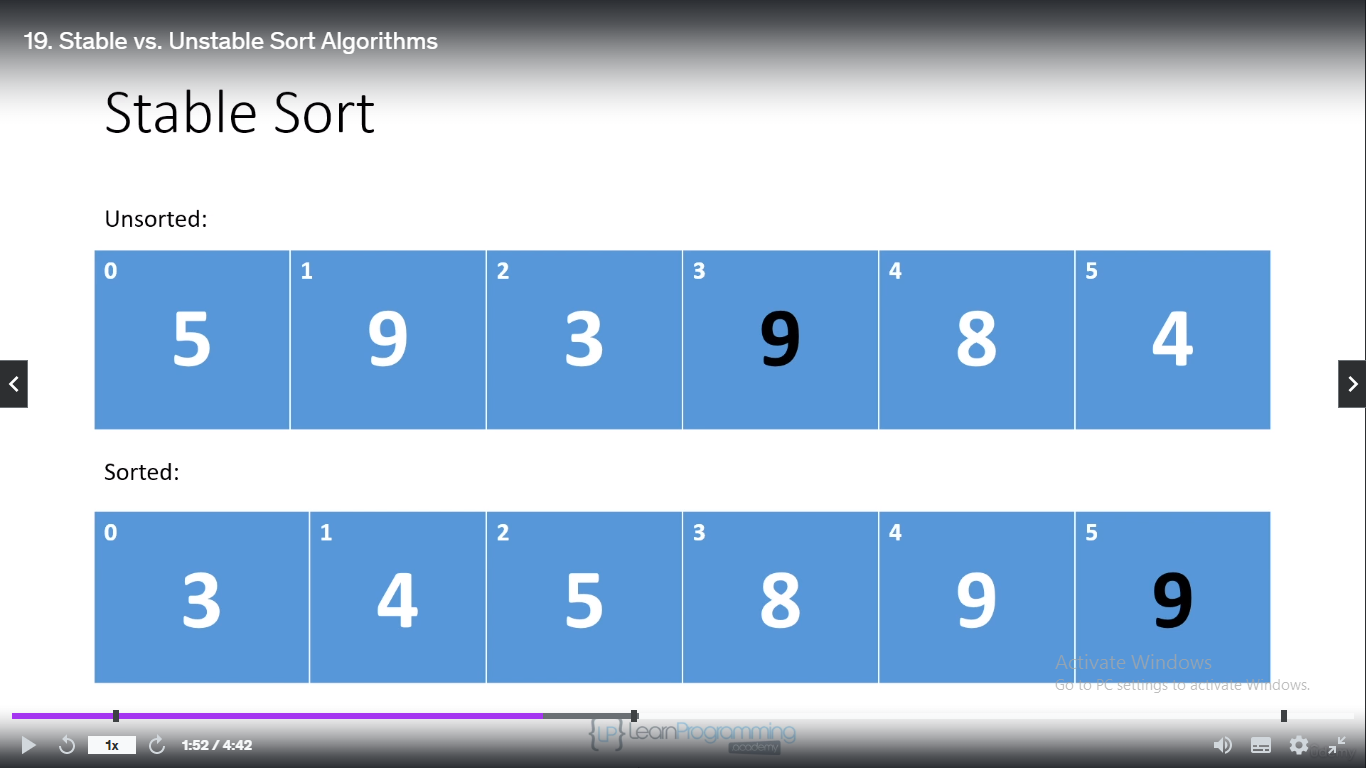 19. Stable vs. Unstable Sort Algorithms
Stable Sort
Unsorted:
0 1 2 3 4 5
5 9 3 9 8 4
Sorted:
0 1 2 3 4 5
3 4 5 8 9 9
Activate Windows
Go to PC settings to activate Windows.
{LP} LearnProgramming
academy
1x 1:52 / 4:42